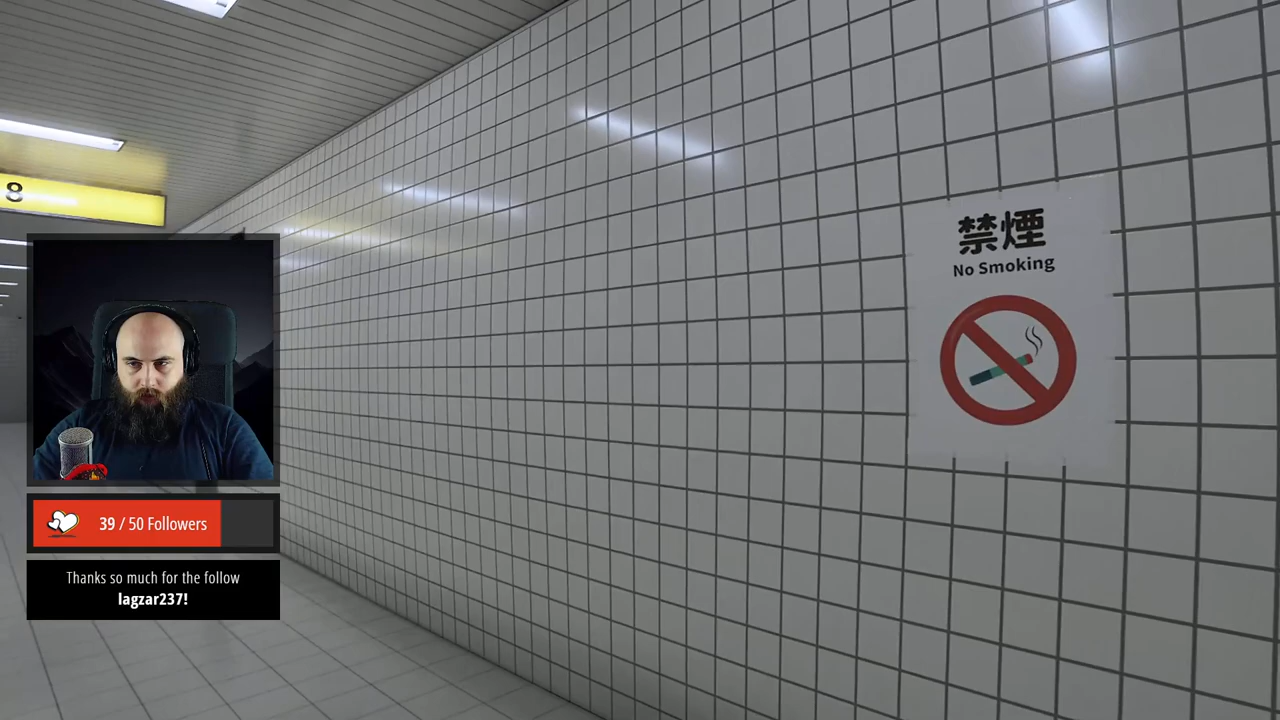 8
禁煙
No Smoking
39 / 50 Followers
Thanks so much for the follow
lagzar237!